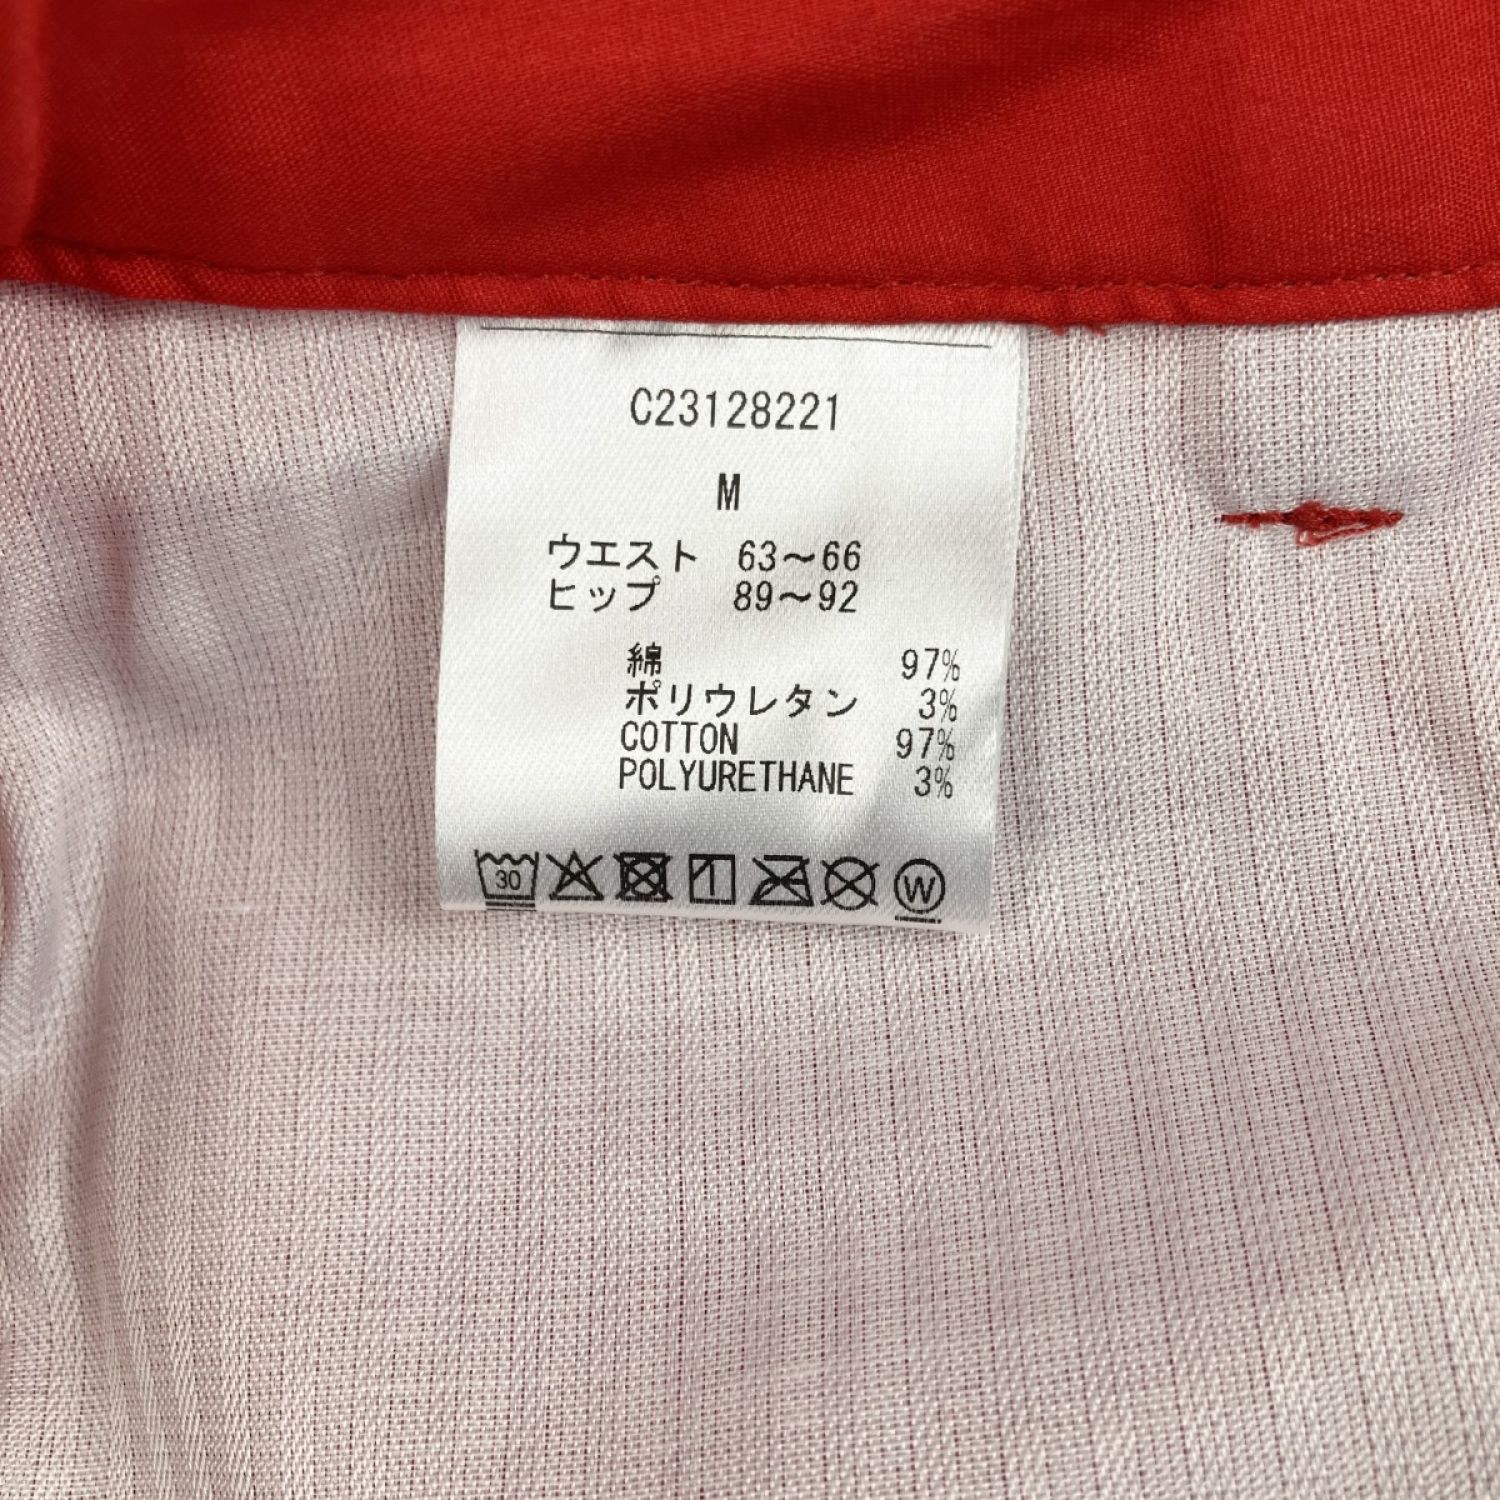 C23128221
M
ウエスト 63～66
ヒップ 89～92
綿 97%
ポリウレタン 3%
COTTON 97%
POLYURETHANE 3%
30 W